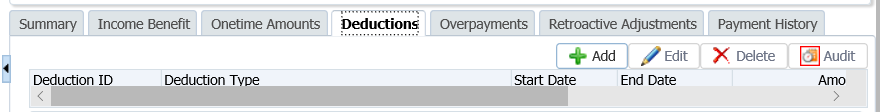 Summary Income Benefit Onetime Amounts Deductions Overpayments Retroactive Adjustments Payment History
Add Edit Delete Audit
Deduction ID Deduction Type Start Date End Date Amo